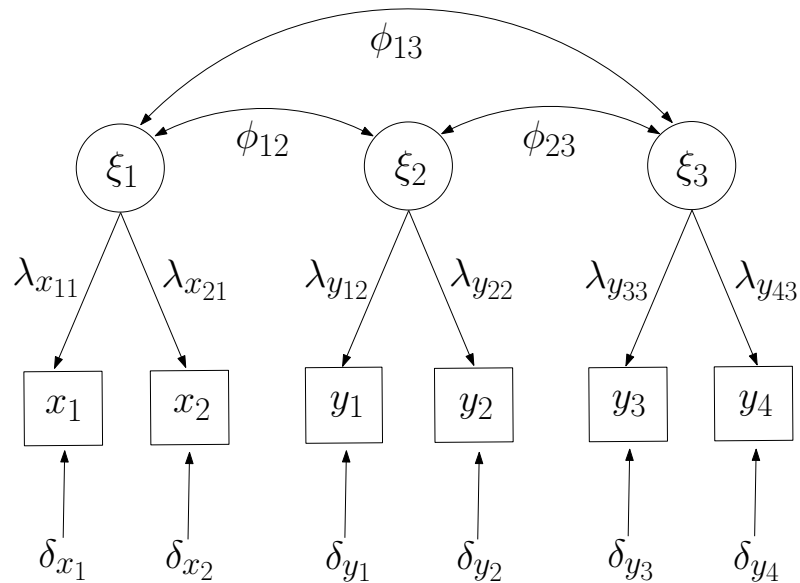 ϕ₁₃
ϕ₁₂ ϕ₂₃
ξ₁ ξ₂ ξ₃
λₓ₁₁ λₓ₂₁ λy₁₂ λy₂₂ λy₃₃ λy₄₃
x₁ x₂ y₁ y₂ y₃ y₄
δₓ₁ δₓ₂ δy₁ δy₂ δy₃ δy₄